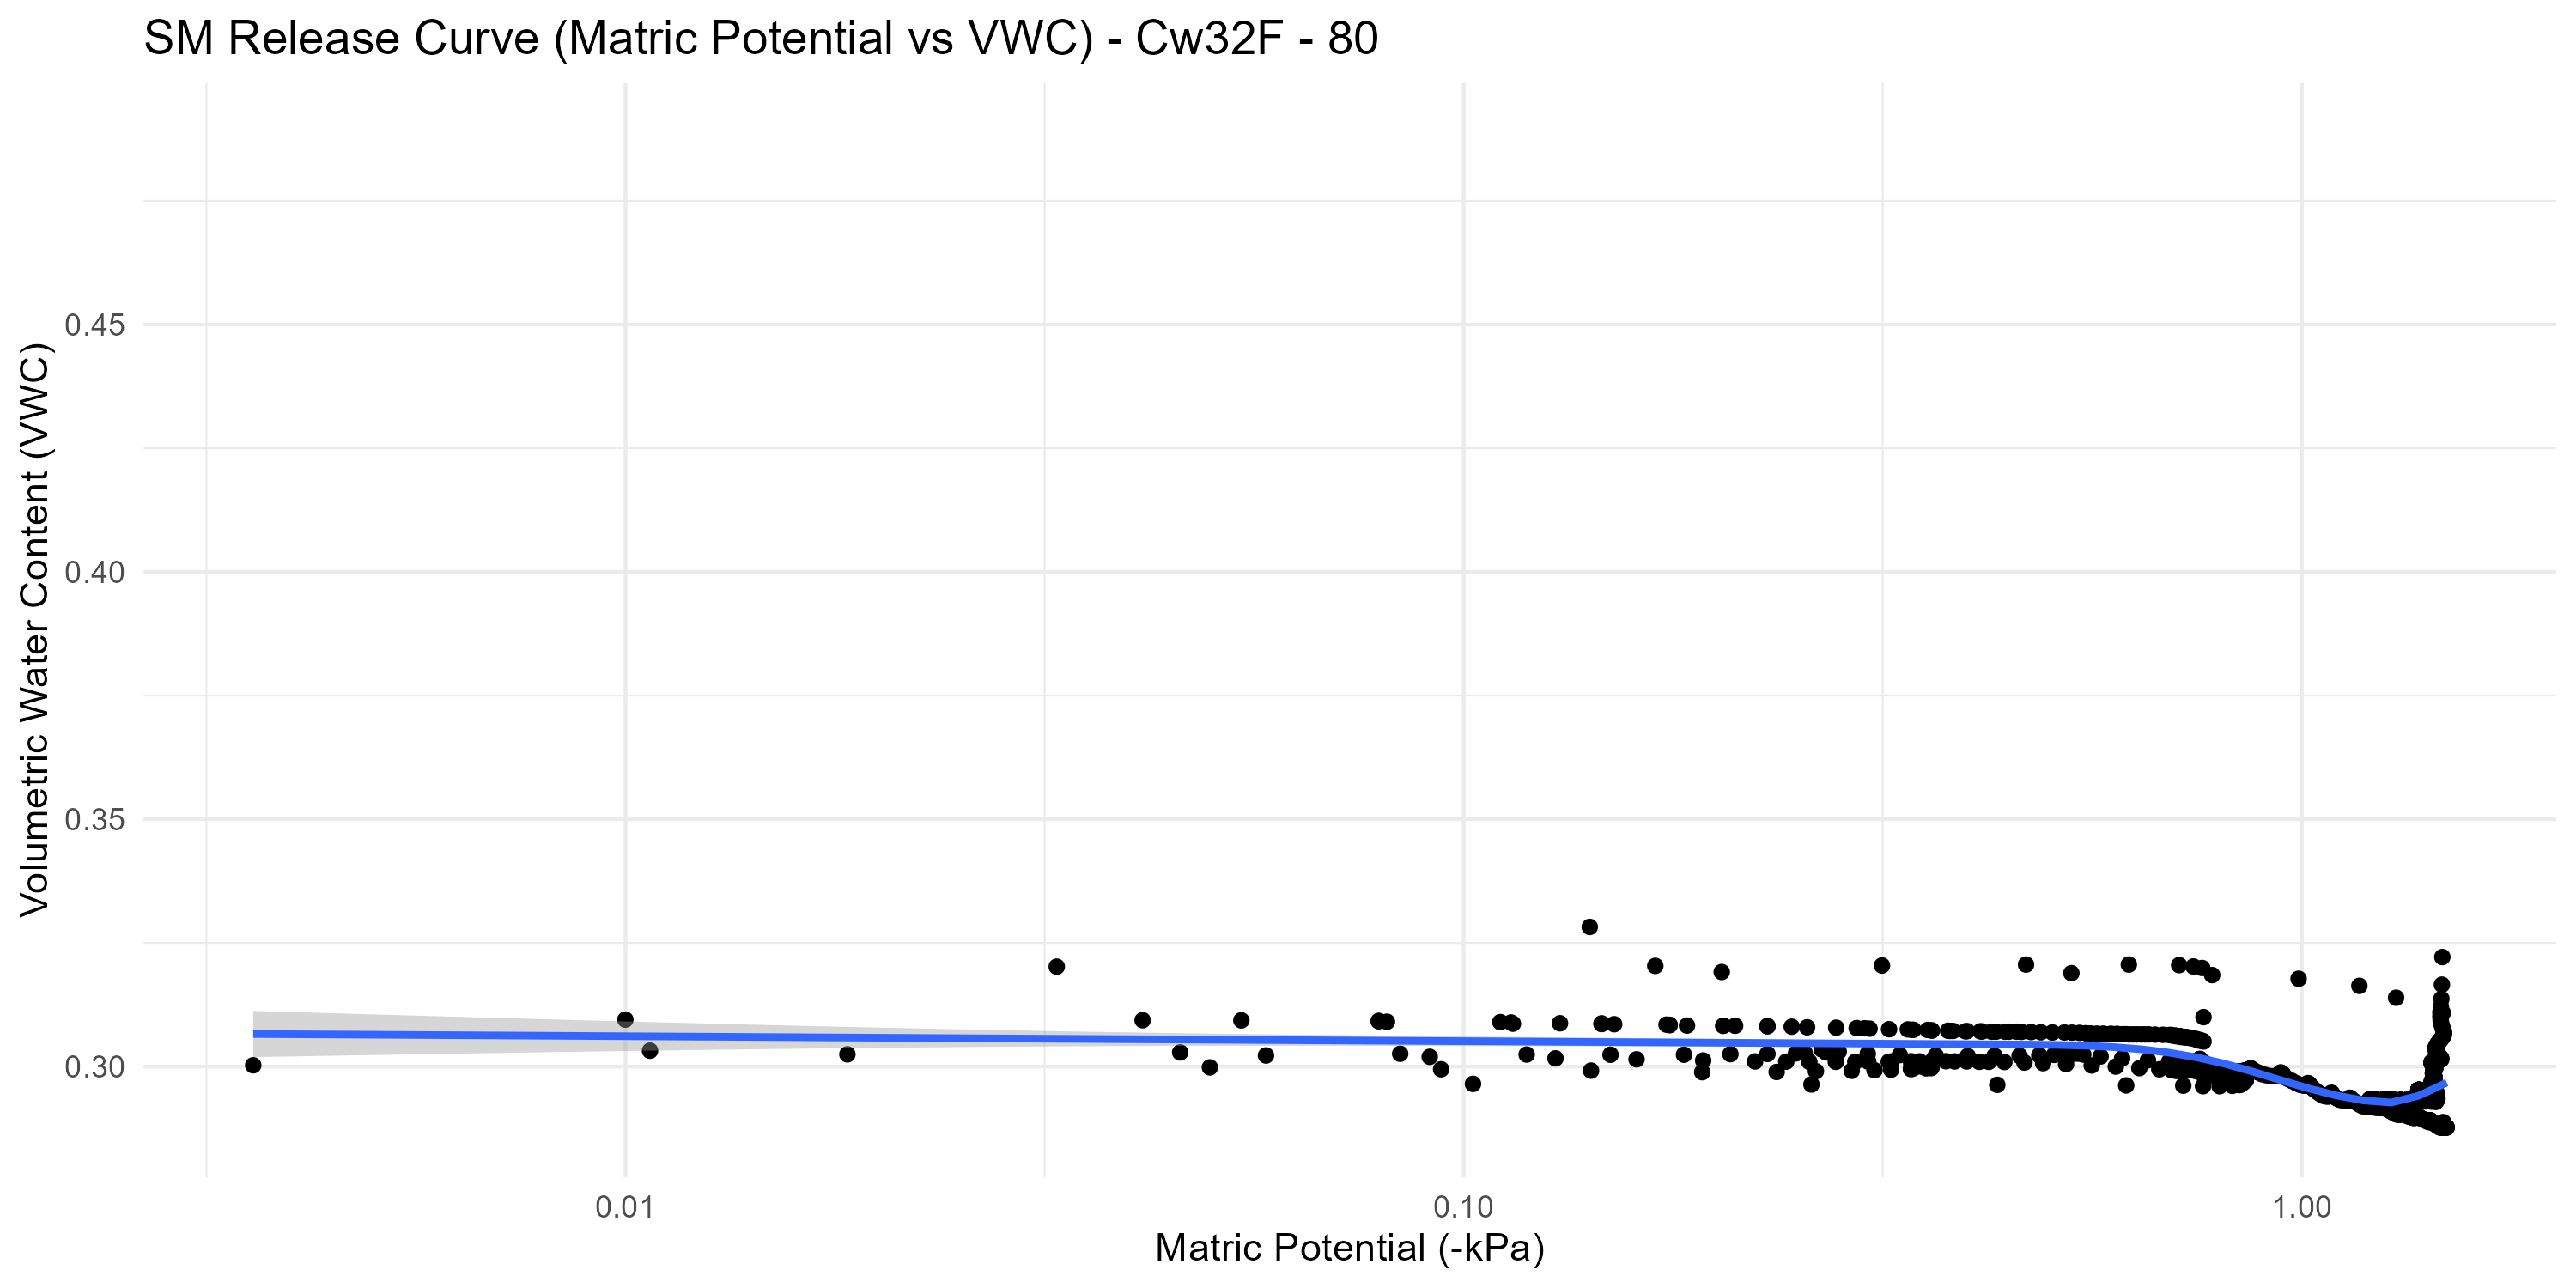 SM Release Curve (Matric Potential vs VWC) - Cw32F - 80
Volumetric Water Content (VWC)
0.45
0.40
0.35
0.30
0.01
0.10
1.00
Matric Potential (-kPa)